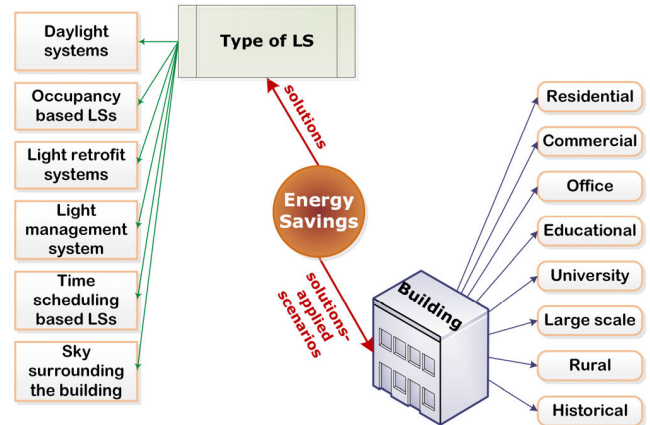 Type of LS
Daylight
systems
Occupancy
based LSs
Light retrofit
systems
Light
management
system
Time
scheduling
based LSs
Sky
surrounding
the building
solutions
Energy
Savings
solutions-
applied
scenarios
Building
Residential
Commercial
Office
Educational
University
Large scale
Rural
Historical